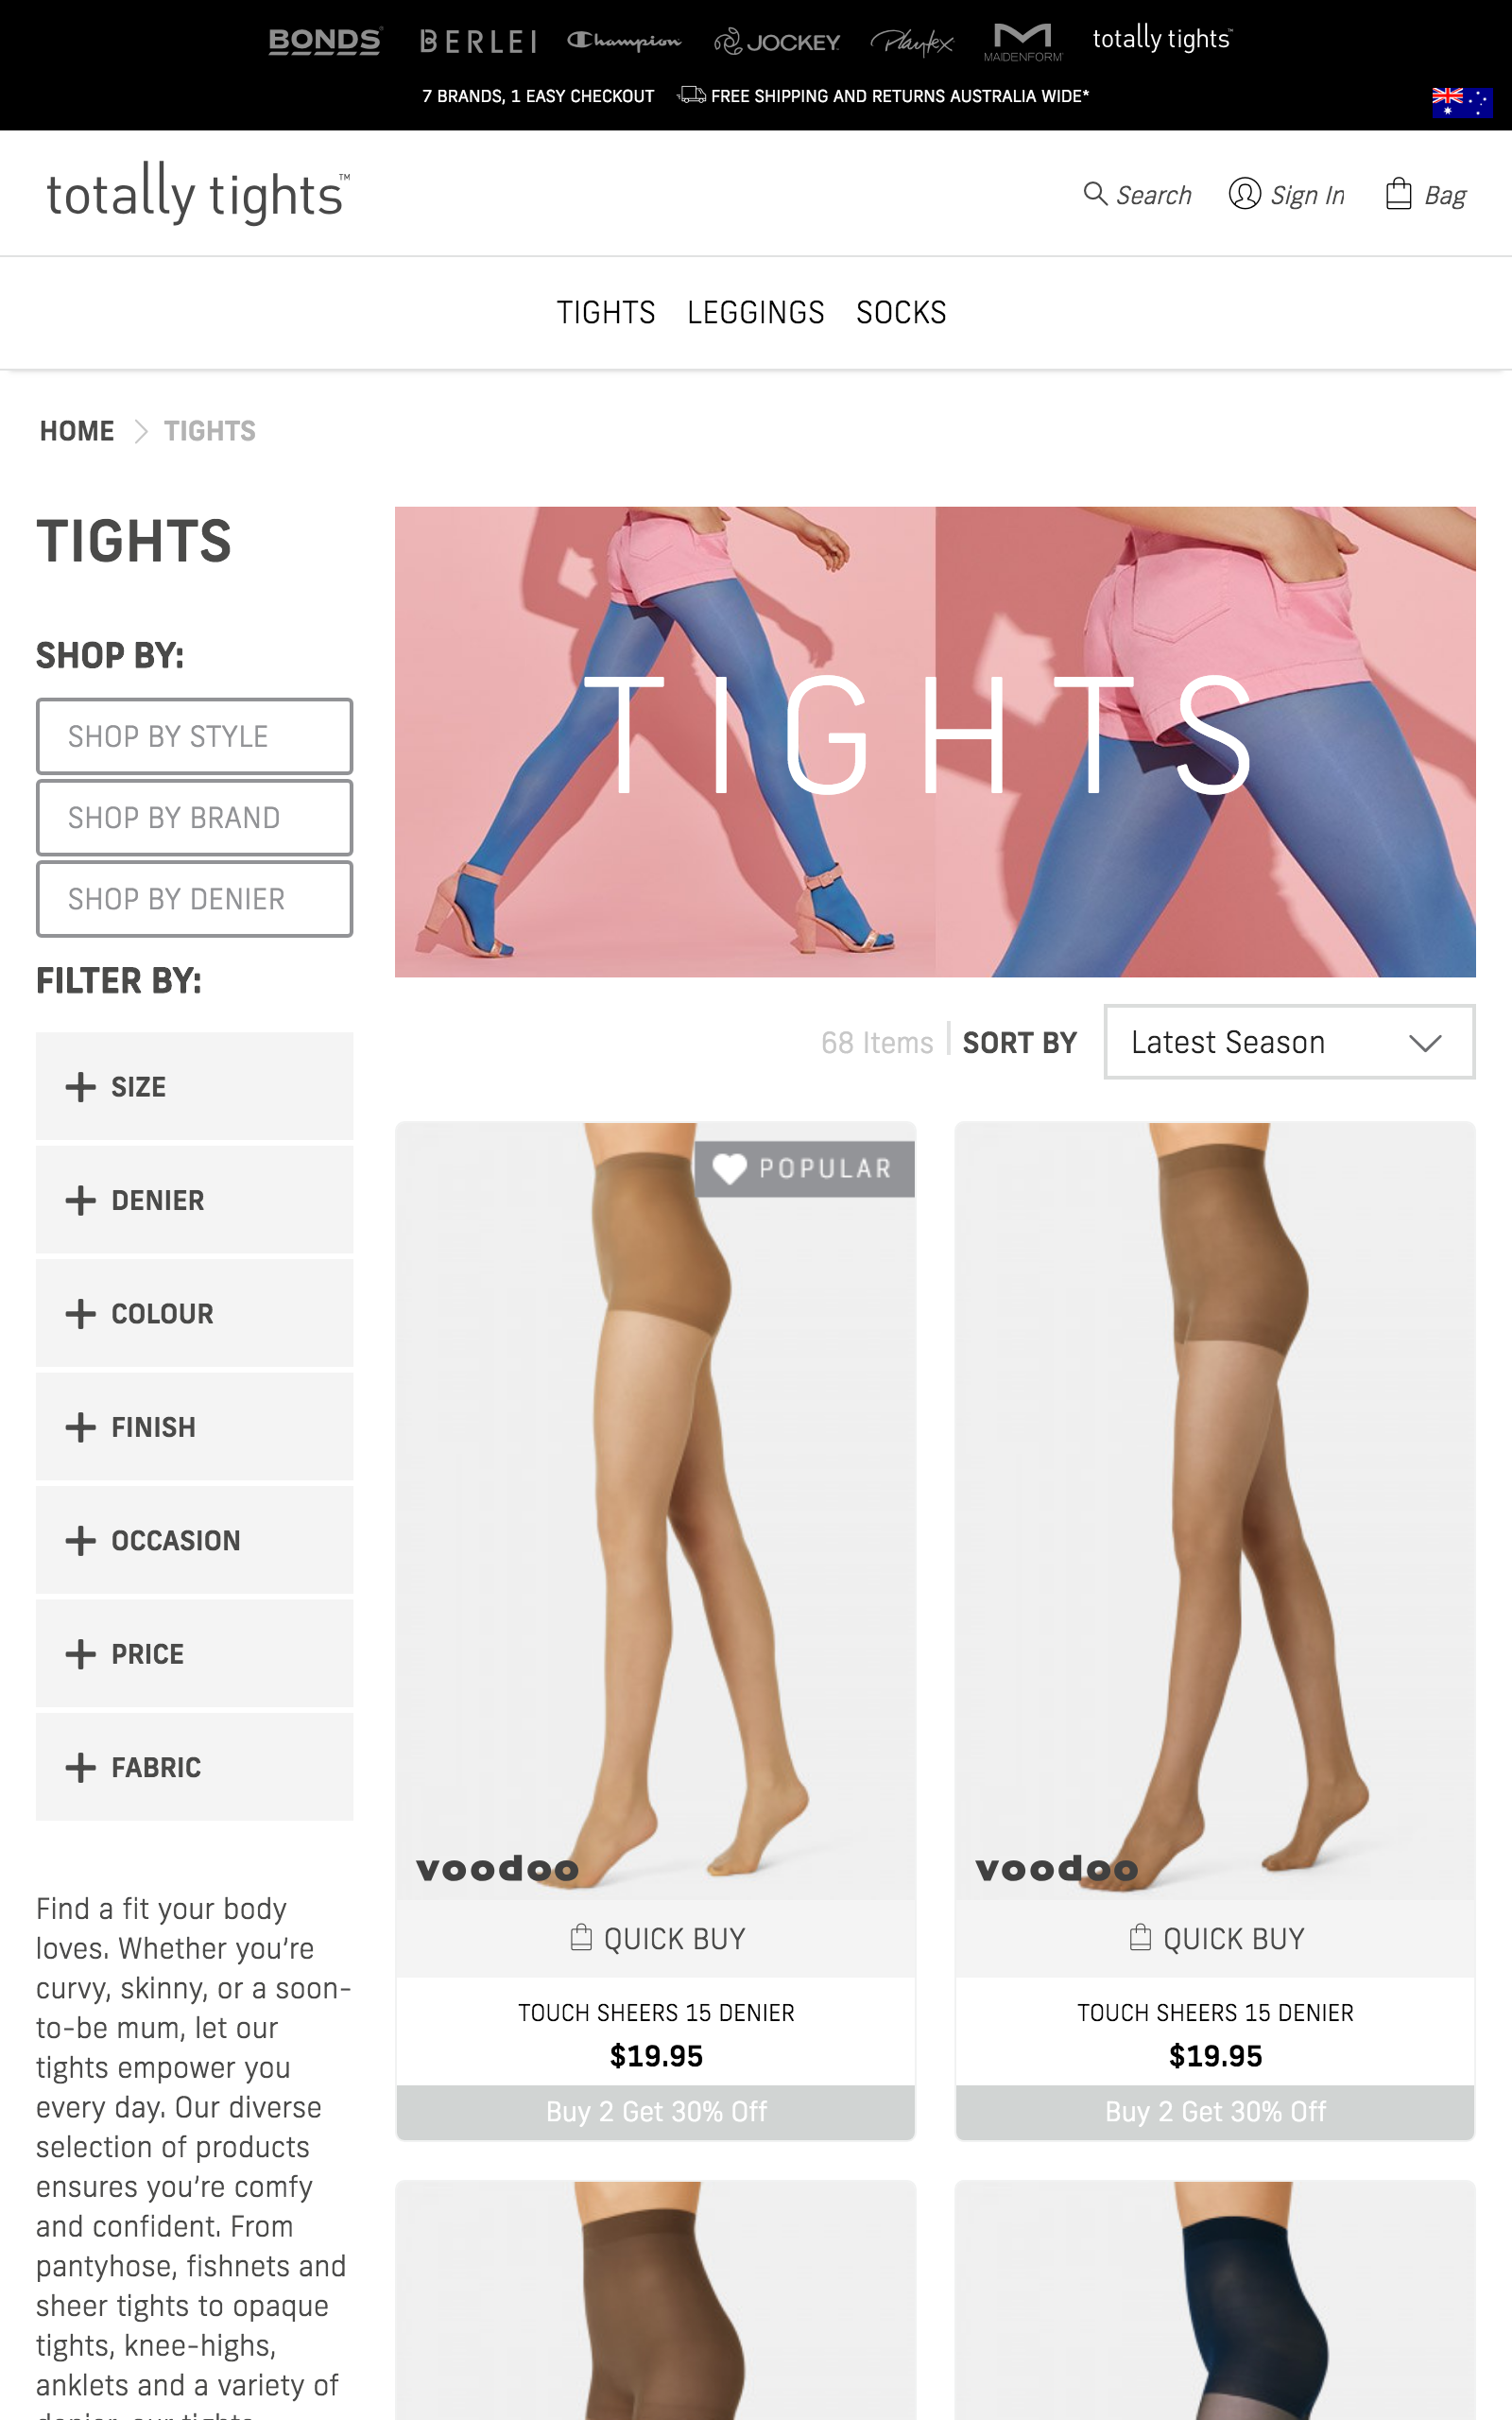 BONDS BERLEI Champion JOCKEY Playtex MAIDENFORM totally tights™
7 BRANDS, 1 EASY CHECKOUT FREE SHIPPING AND RETURNS AUSTRALIA WIDE*
totally tights™
Search Sign In Bag
TIGHTS LEGGINGS SOCKS
HOME TIGHTS
TIGHTS
SHOP BY:
SHOP BY STYLE
SHOP BY BRAND
SHOP BY DENIER
FILTER BY:
SIZE
DENIER
COLOUR
FINISH
OCCASION
PRICE
FABRIC
Find a fit your body
loves. Whether you're
curvy, skinny, or a soon-
to-be mum, let our
tights empower you
every day. Our diverse
selection of products
ensures you're comfy
and confident. From
pantyhose, fishnets and
sheer tights to opaque
tights, knee-highs,
anklets and a variety of
denier, our tights
TIGHTS
68 Items SORT BY Latest Season
POPULAR
voodoo
QUICK BUY
TOUCH SHEERS 15 DENIER
$19.95
Buy 2 Get 30% Off
voodoo
QUICK BUY
TOUCH SHEERS 15 DENIER
$19.95
Buy 2 Get 30% Off